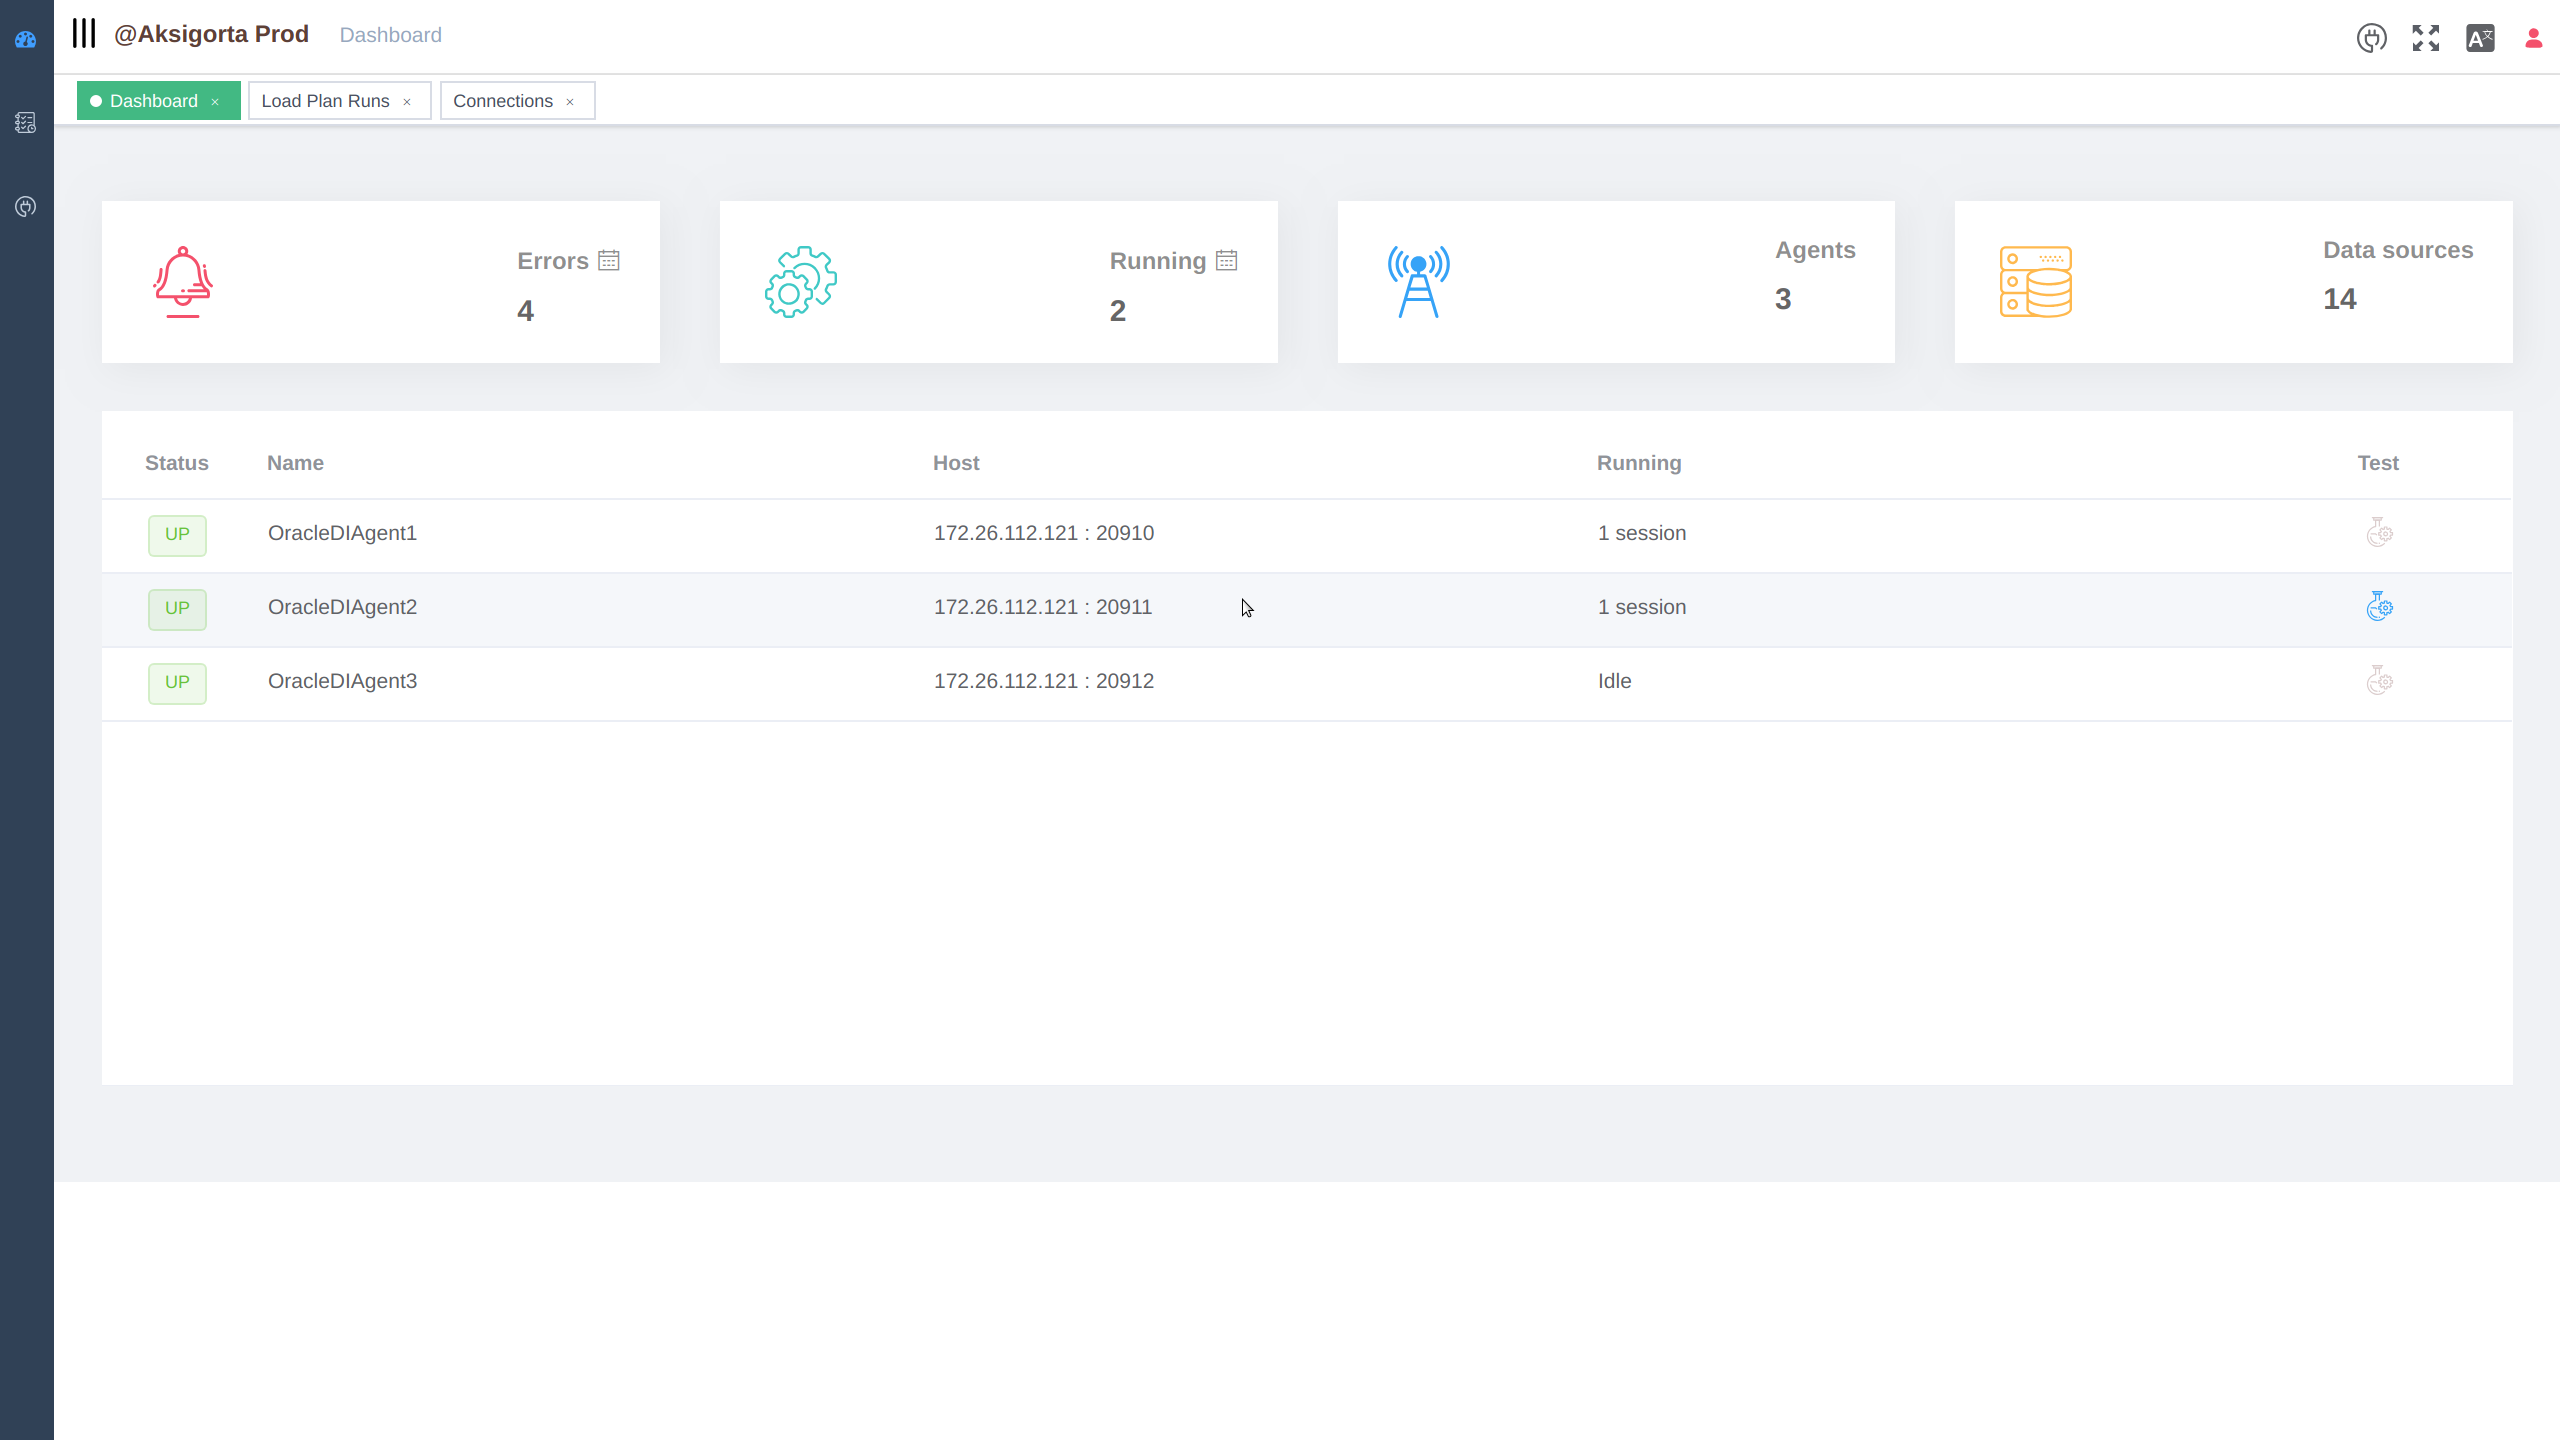 @Aksigorta Prod Dashboard
Dashboard × Load Plan Runs × Connections ×
Errors
4
Running
2
Agents
3
Data sources
14
Status Name Host Running Test
UP OracleDIAgent1 172.26.112.121 : 20910 1 session
UP OracleDIAgent2 172.26.112.121 : 20911 1 session
UP OracleDIAgent3 172.26.112.121 : 20912 Idle